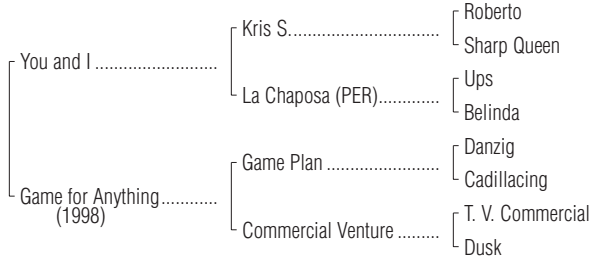 Roberto
Kris S.
Sharp Queen
You and I
Ups
La Chaposa (PER)
Belinda
Danzig
Game Plan
Cadillacing
Game for Anything
(1998)
T. V. Commercial
Commercial Venture
Dusk